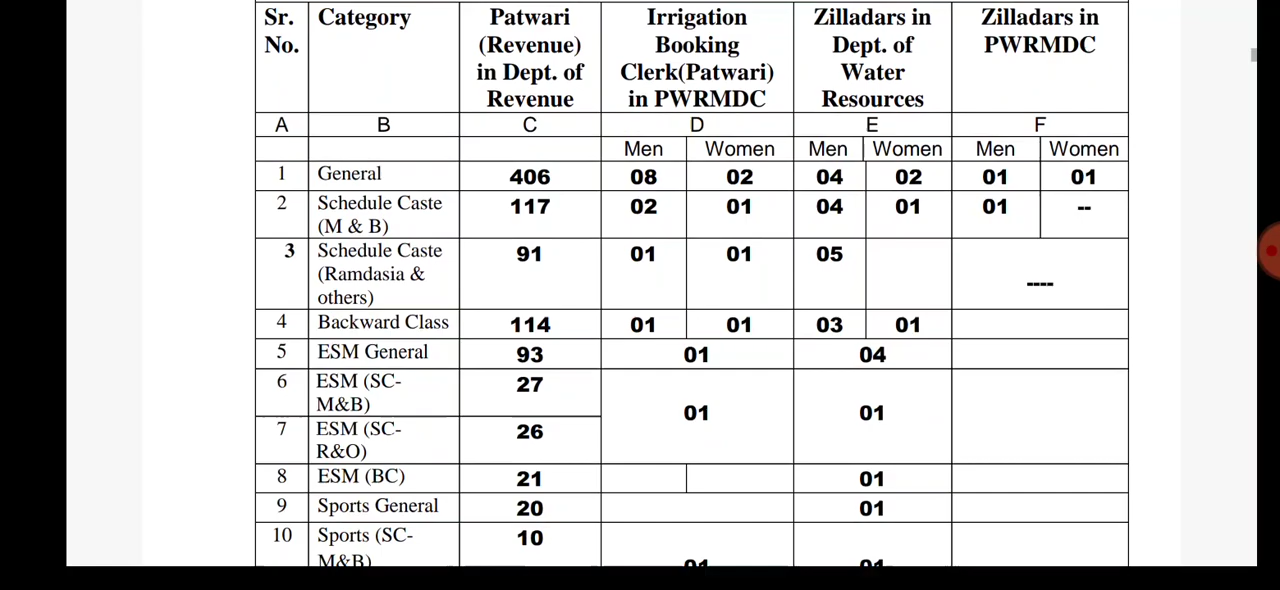 Sr. No. Category Patwari (Revenue) in Dept. of Revenue Irrigation Booking Clerk(Patwari) in PWRMDC Zilladars in Dept. of Water Resources Zilladars in PWRMDC
A B C D E F
Men Women Men Women Men Women
1 General 406 08 02 04 02 01 01
2 Schedule Caste (M & B) 117 02 01 04 01 01 --
3 Schedule Caste (Ramdasia & others) 91 01 01 05 ----
4 Backward Class 114 01 01 03 01
5 ESM General 93 01 04
6 ESM (SC-M&B) 27 01 01
7 ESM (SC-R&O) 26
8 ESM (BC) 21 01
9 Sports General 20 01
10 Sports (SC-M&B) 10 01 01